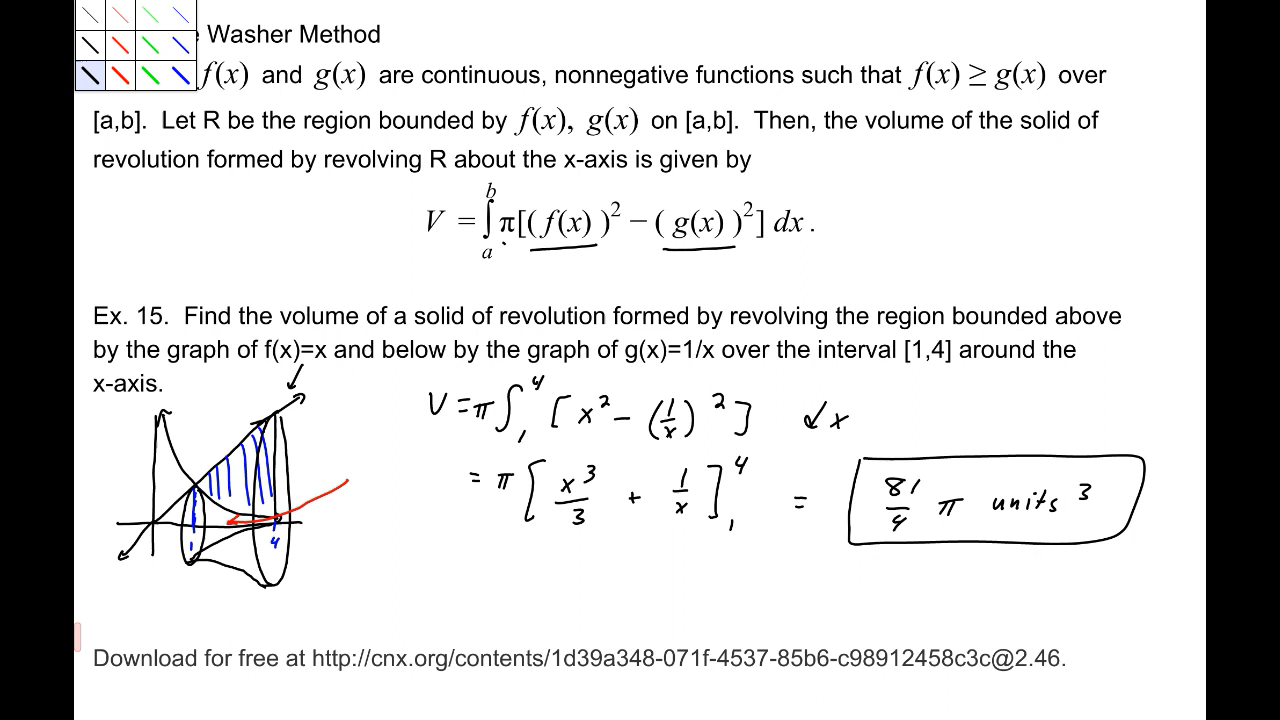 Washer Method
f(x) and g(x) are continuous, nonnegative functions such that f(x) ≥ g(x) over
[a,b]. Let R be the region bounded by f(x), g(x) on [a,b]. Then, the volume of the solid of
revolution formed by revolving R about the x-axis is given by
V = ∫_a^b π[( f(x) )² − ( g(x) )²] dx .
Ex. 15. Find the volume of a solid of revolution formed by revolving the region bounded above
by the graph of f(x)=x and below by the graph of g(x)=1/x over the interval [1,4] around the
x-axis.
V = π ∫_1^4 [ x² − (1/x)² ] dx
= π [ x³/3 + 1/x ]_1^4 = 81/4 π units³
1 4
Download for free at http://cnx.org/contents/1d39a348-071f-4537-85b6-c98912458c3c@2.46.